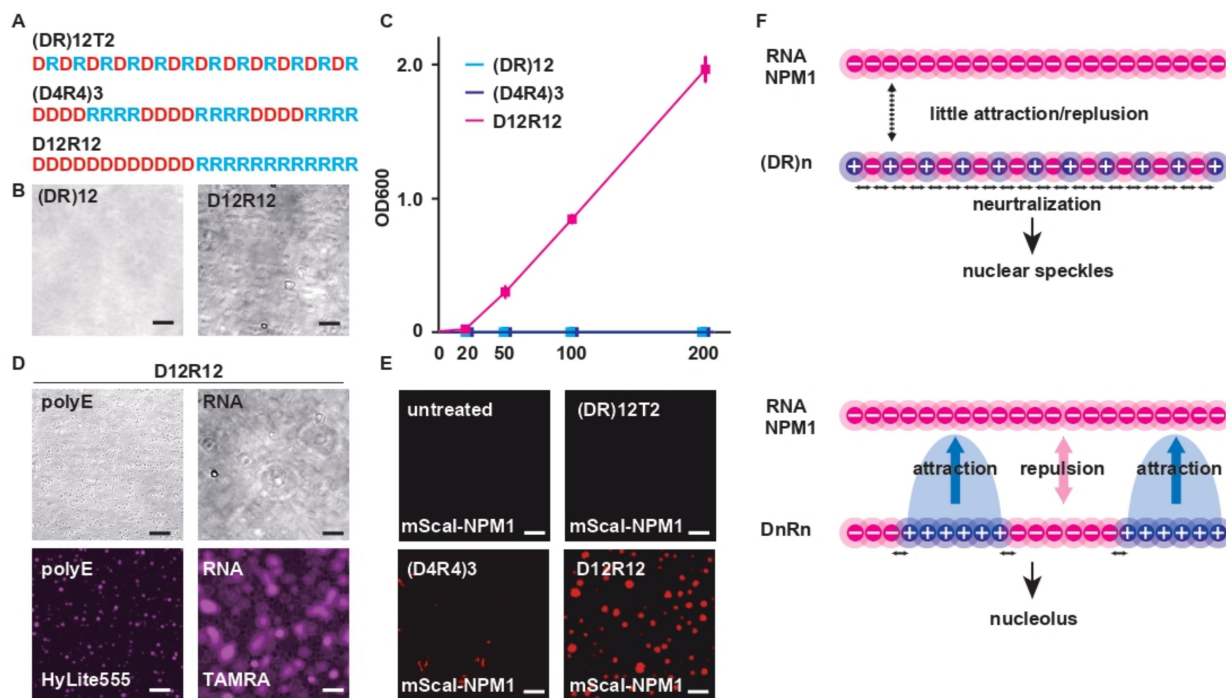 A
(DR)12T2
DRDRDRDRDRDRDRDRDRDRDRDR
(D4R4)3
DDDDRRRRDDDDRRRRDDDDRRRR
D12R12
DDDDDDDDDDDDRRRRRRRRRRRR
B
(DR)12
D12R12
C
(DR)12
(D4R4)3
D12R12
OD600
2.0
1.0
0
0 20 50 100 200
D
D12R12
polyE
RNA
polyE
HyLite555
RNA
TAMRA
E
untreated
mScaI-NPM1
(DR)12T2
mScaI-NPM1
(D4R4)3
mScaI-NPM1
D12R12
mScaI-NPM1
F
RNA
NPM1
little attraction/replusion
(DR)n
neurtralization
nuclear speckles
RNA
NPM1
attraction
repulsion
attraction
DnRn
nucleolus